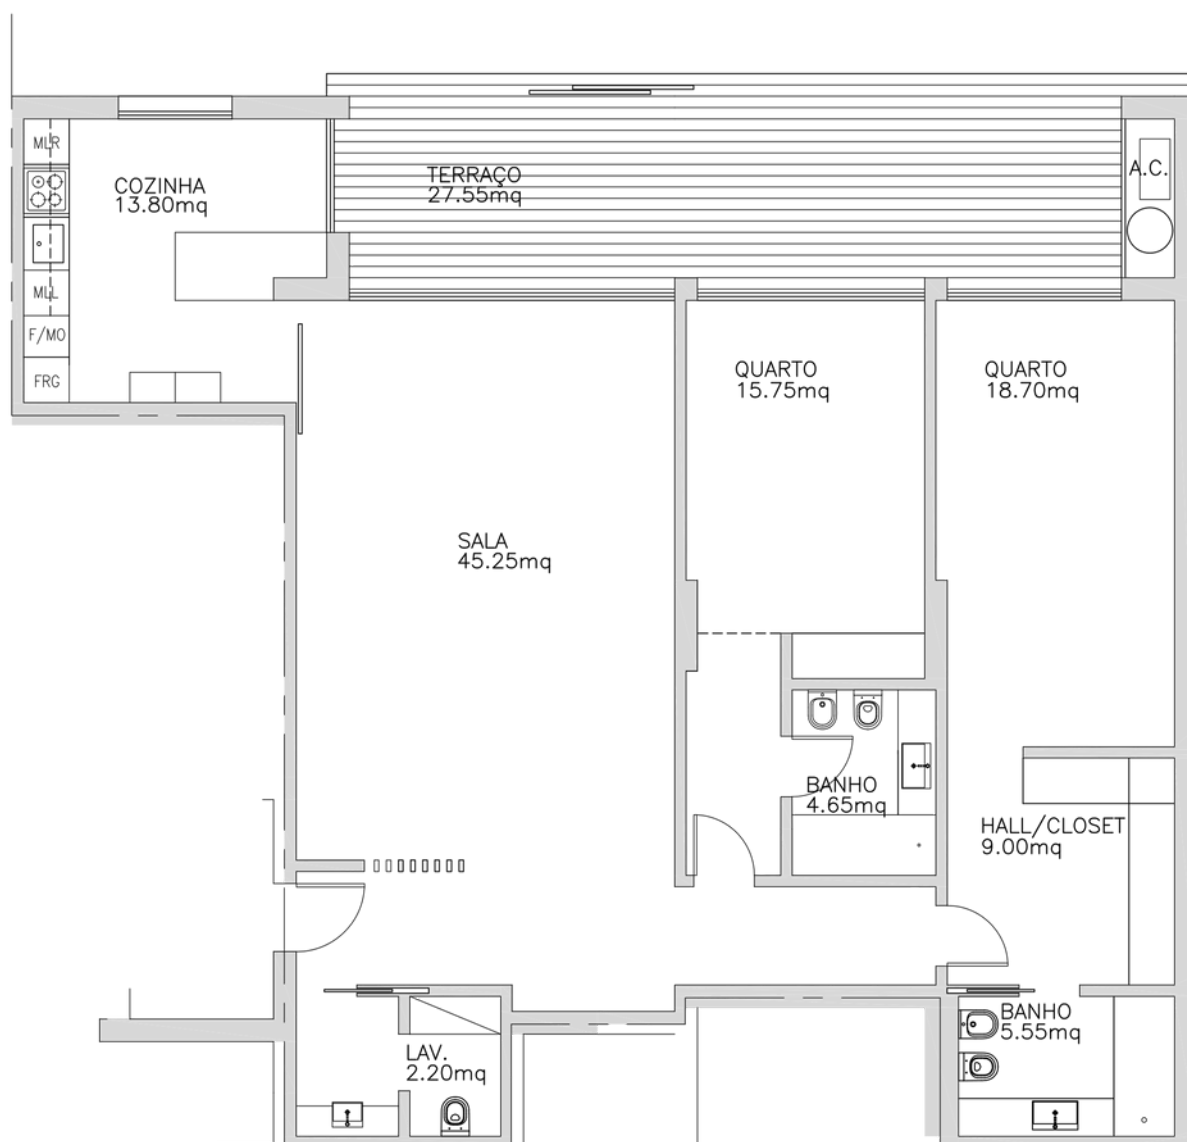 MLR
COZINHA
13.80mq
TERRAÇO
27.55mq
A.C.
MLL
F/MO
FRG
QUARTO
15.75mq
QUARTO
18.70mq
SALA
45.25mq
BANHO
4.65mq
HALL/CLOSET
9.00mq
LAV.
2.20mq
BANHO
5.55mq